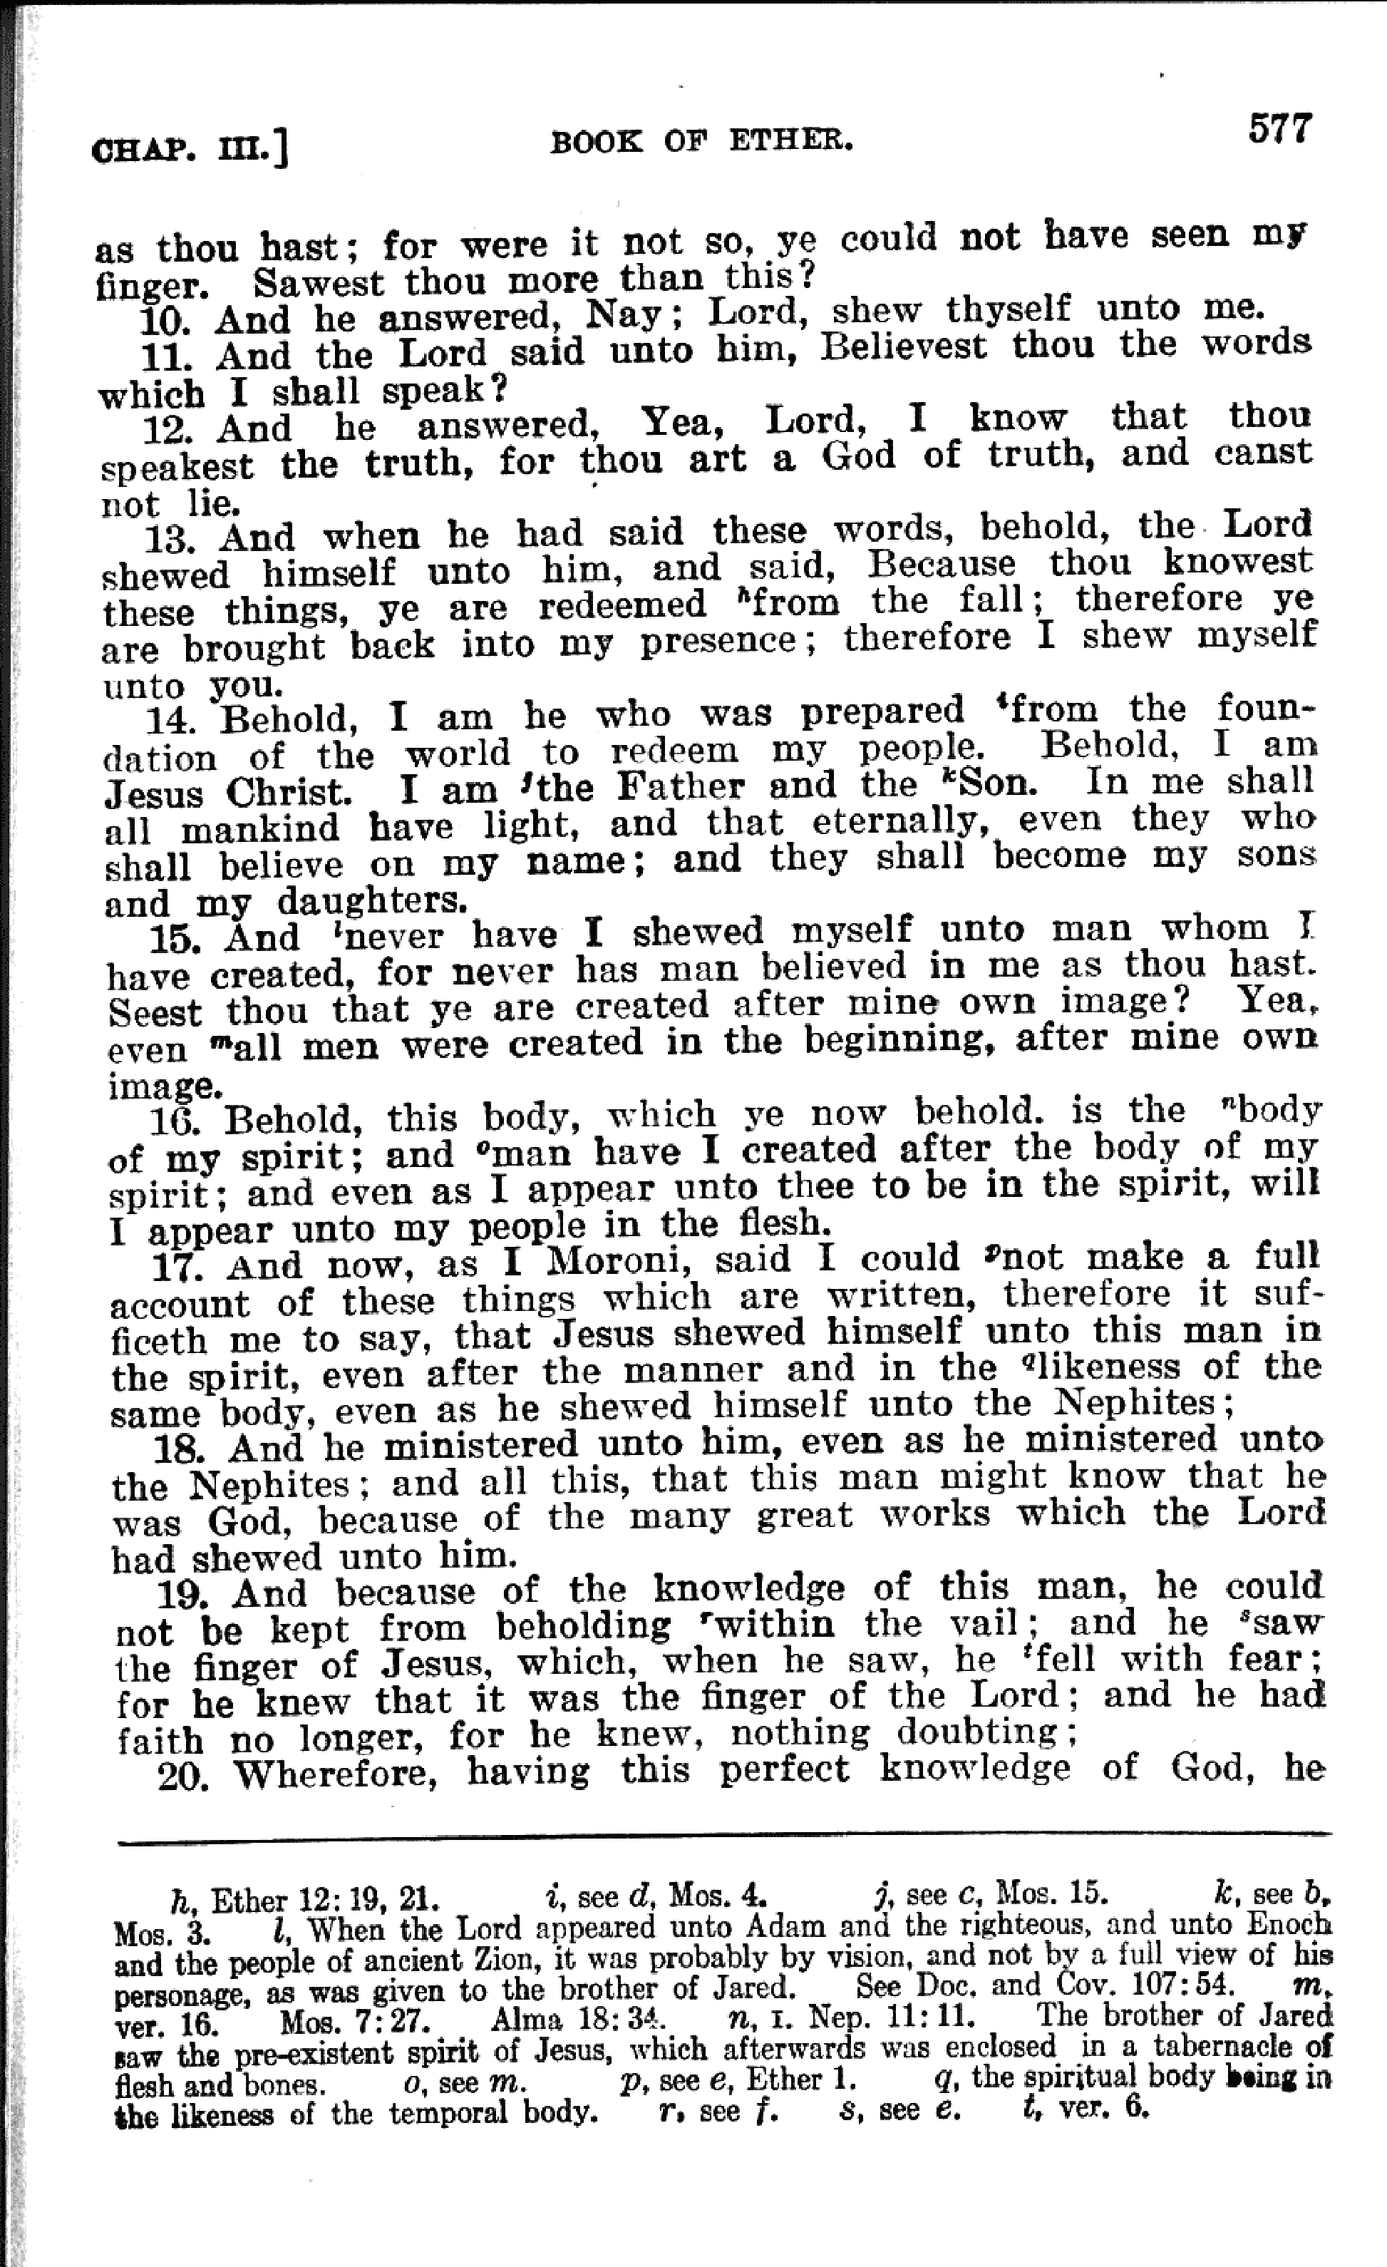 CHAP. III.] BOOK OF ETHER. 577
as thou hast; for were it not so, ye could not have seen my
finger. Sawest thou more than this?
10. And he answered, Nay; Lord, shew thyself unto me.
11. And the Lord said unto him, Believest thou the words
which I shall speak?
12. And he answered, Yea, Lord, I know that thou
speakest the truth, for thou art a God of truth, and canst
not lie.
13. And when he had said these words, behold, the Lord
shewed himself unto him, and said, Because thou knowest
these things, ye are redeemed ʰfrom the fall; therefore ye
are brought back into my presence; therefore I shew myself
unto you.
14. Behold, I am he who was prepared ⁱfrom the foun-
dation of the world to redeem my people. Behold, I am
Jesus Christ. I am ʲthe Father and the ᵏSon. In me shall
all mankind have light, and that eternally, even they who
shall believe on my name; and they shall become my sons
and my daughters.
15. And ˡnever have I shewed myself unto man whom I
have created, for never has man believed in me as thou hast.
Seest thou that ye are created after mine own image? Yea,
even ᵐall men were created in the beginning, after mine own
image.
16. Behold, this body, which ye now behold. is the ⁿbody
of my spirit; and ᵒman have I created after the body of my
spirit; and even as I appear unto thee to be in the spirit, will
I appear unto my people in the flesh.
17. And now, as I Moroni, said I could ᵖnot make a full
account of these things which are written, therefore it suf-
ficeth me to say, that Jesus shewed himself unto this man in
the spirit, even after the manner and in the qlikeness of the
same body, even as he shewed himself unto the Nephites;
18. And he ministered unto him, even as he ministered unto
the Nephites; and all this, that this man might know that he
was God, because of the many great works which the Lord
had shewed unto him.
19. And because of the knowledge of this man, he could
not be kept from beholding ʳwithin the vail; and he ˢsaw
the finger of Jesus, which, when he saw, he ᵗfell with fear;
for he knew that it was the finger of the Lord; and he had
faith no longer, for he knew, nothing doubting;
20. Wherefore, having this perfect knowledge of God, he
h, Ether 12: 19, 21. i, see d, Mos. 4. j, see c, Mos. 15. k, see b,
Mos. 3. l, When the Lord appeared unto Adam and the righteous, and unto Enoch
and the people of ancient Zion, it was probably by vision, and not by a full view of his
personage, as was given to the brother of Jared. See Doc. and Cov. 107: 54. m,
ver. 16. Mos. 7: 27. Alma 18: 34. n, I. Nep. 11: 11. The brother of Jared
saw the pre-existent spirit of Jesus, which afterwards was enclosed in a tabernacle of
flesh and bones. o, see m. p, see e, Ether 1. q, the spiritual body being in
the likeness of the temporal body. r, see f. s, see e. t, ver. 6.